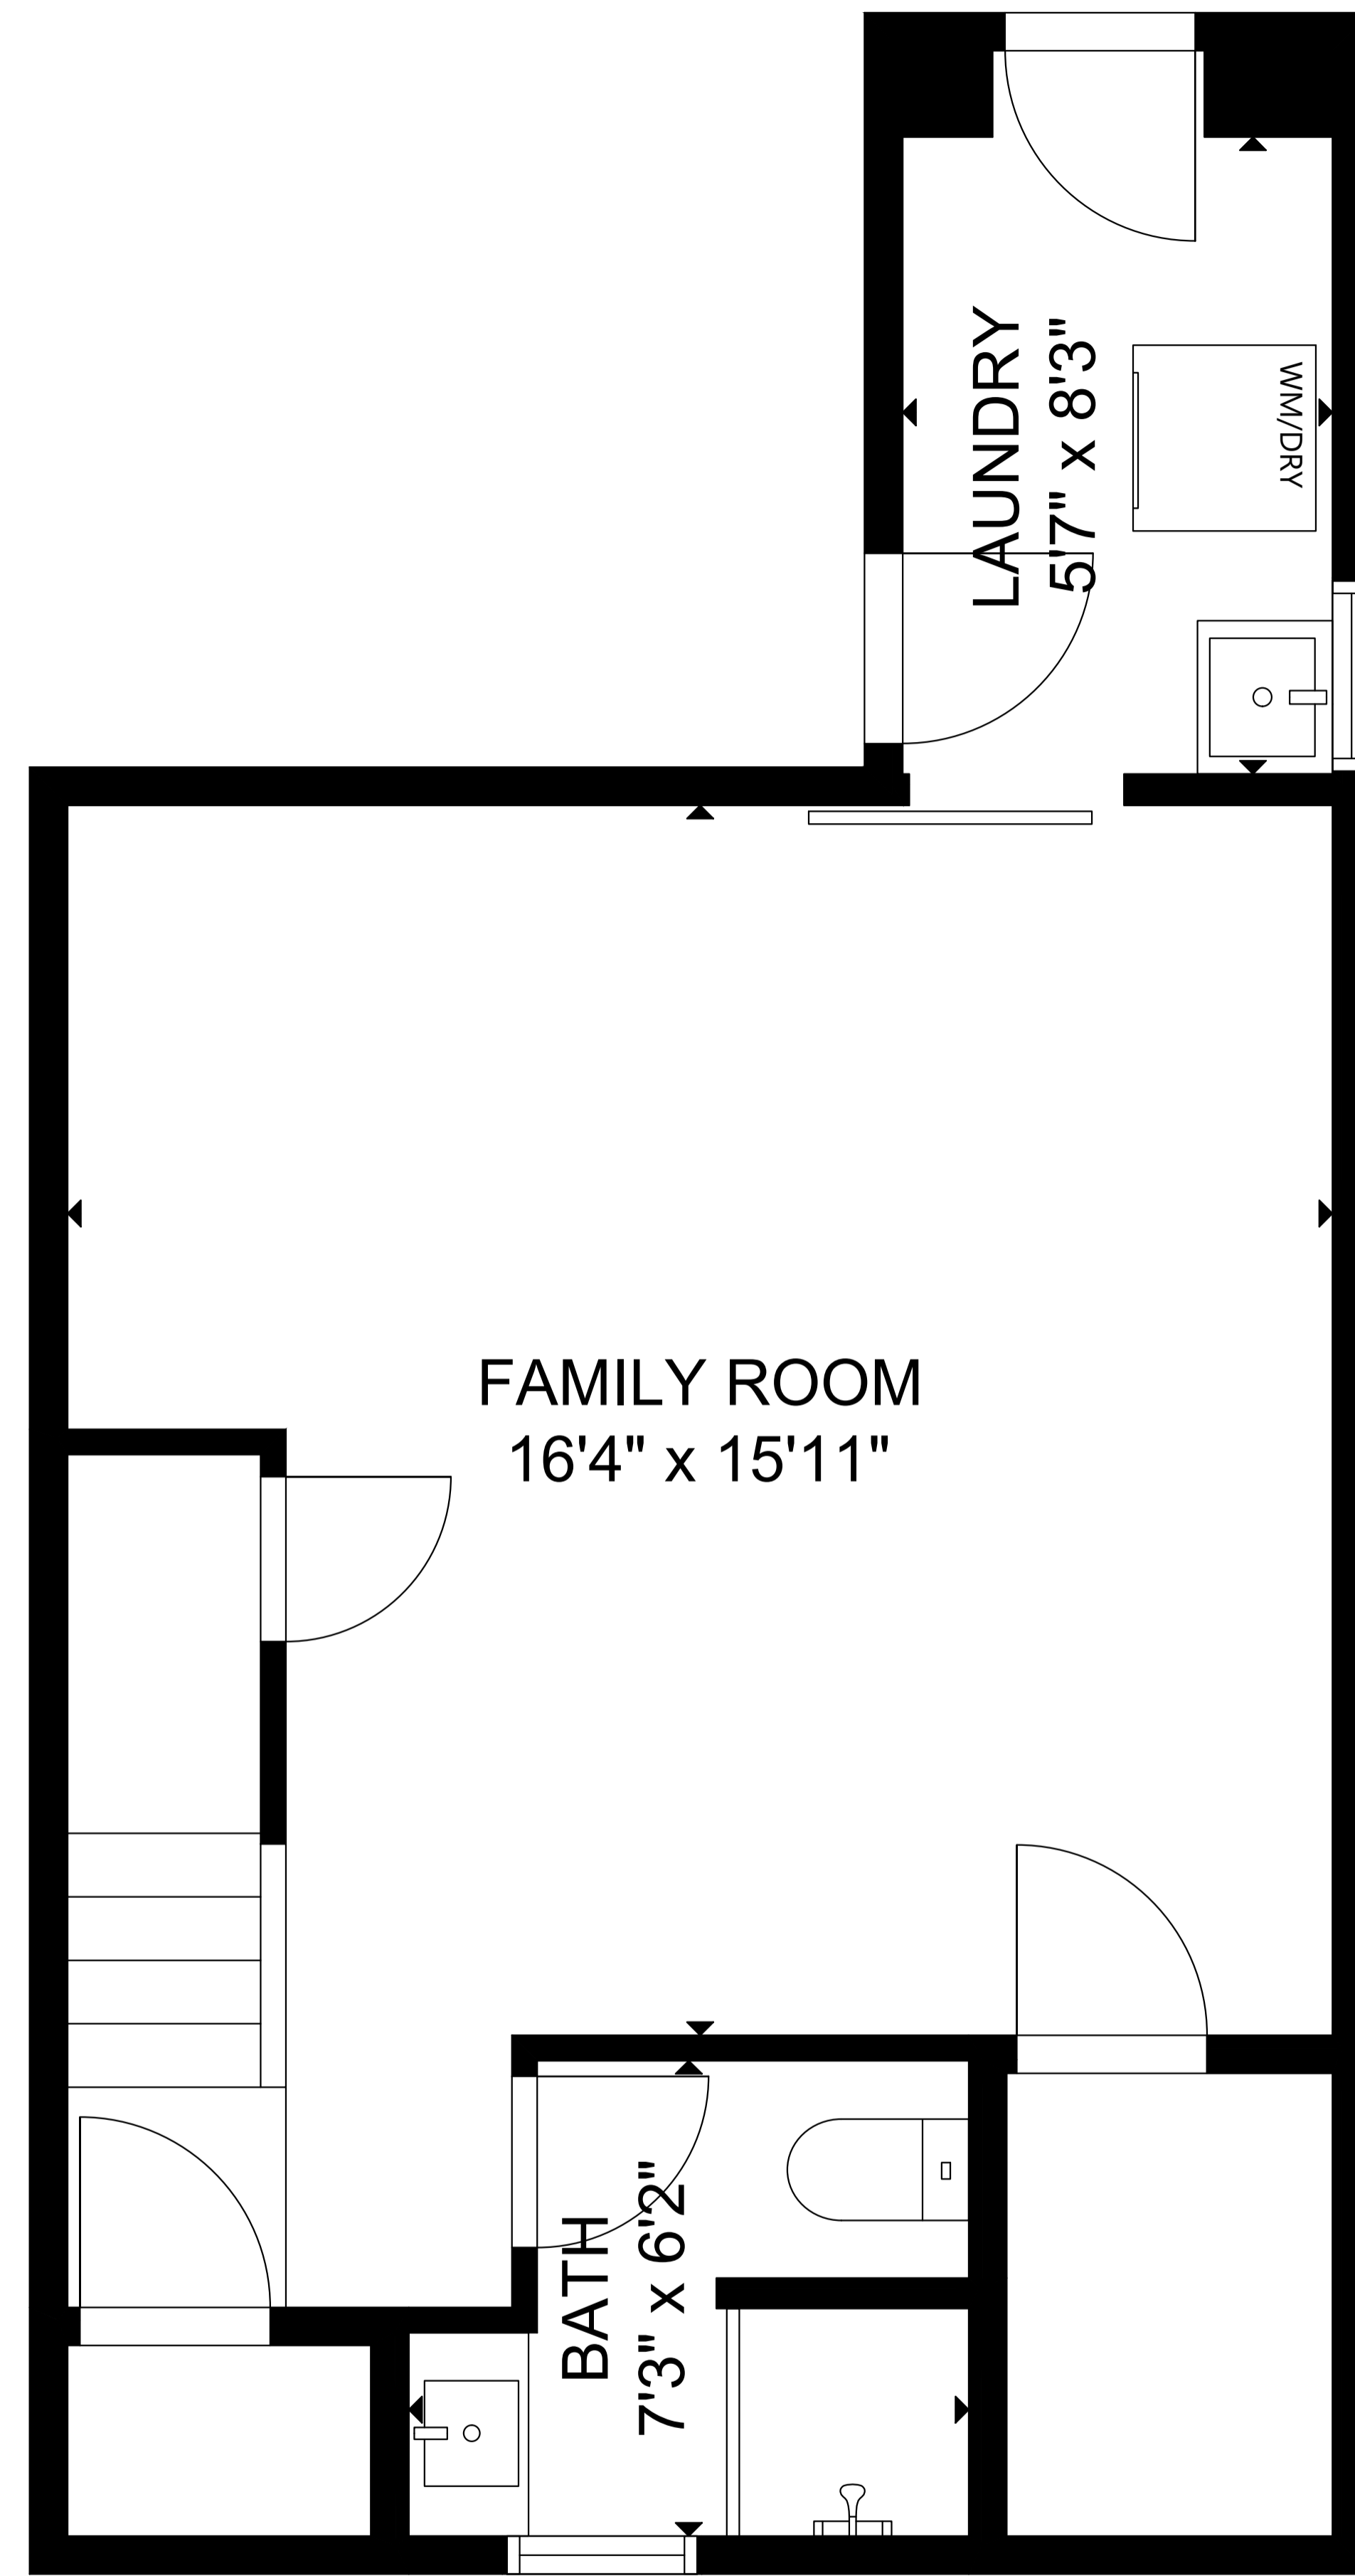 LAUNDRY
5'7" x 8'3"
WM/DRY
FAMILY ROOM
16'4" x 15'11"
BATH
7'3" x 6'2"